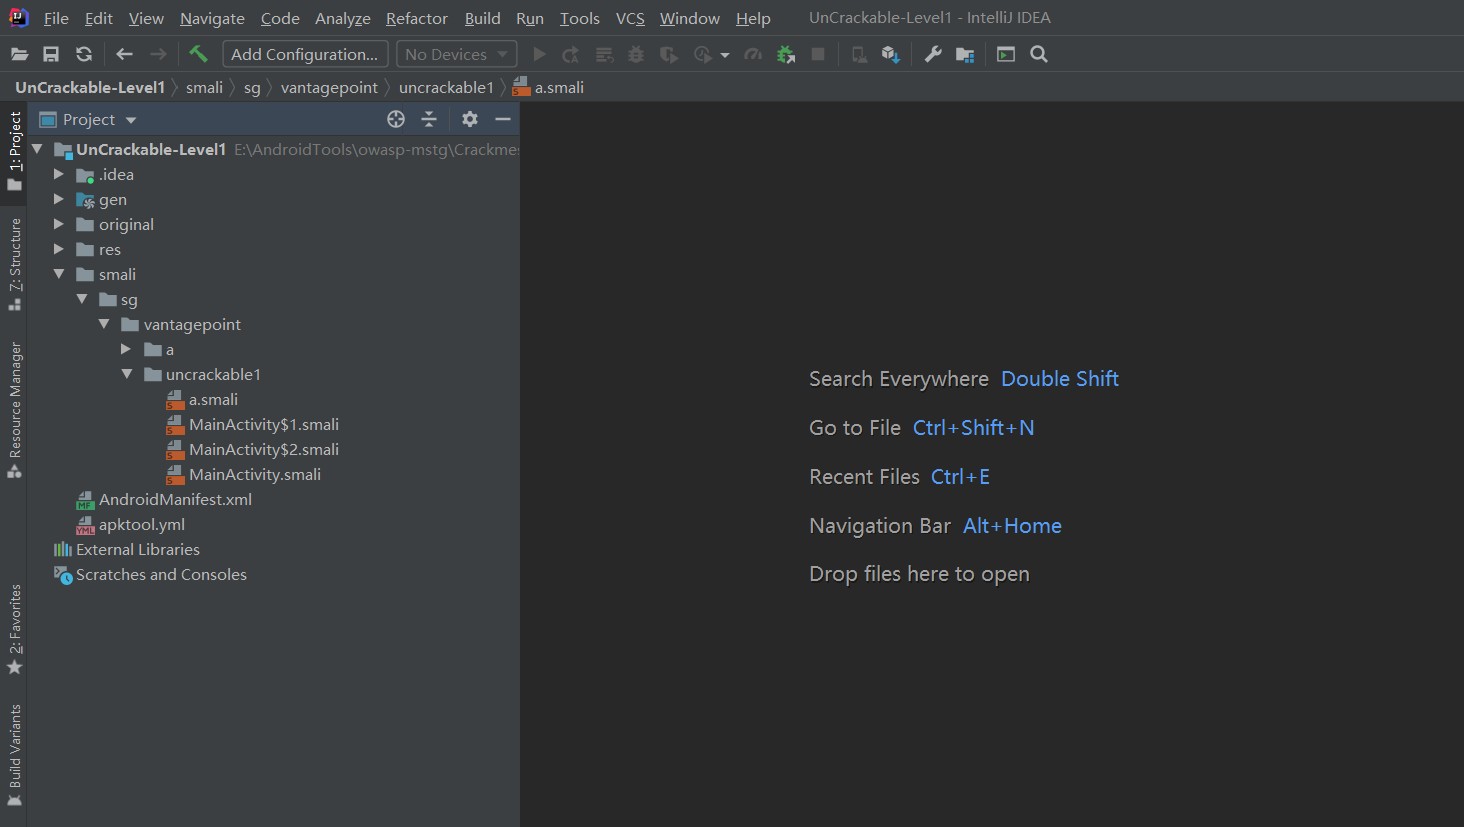 File Edit View Navigate Code Analyze Refactor Build Run Tools VCS Window Help UnCrackable-Level1 - IntelliJ IDEA
Add Configuration... No Devices
UnCrackable-Level1 smali sg vantagepoint uncrackable1 a.smali
Project
UnCrackable-Level1 E:\AndroidTools\owasp-mstg\Crackme
.idea
gen
original
res
smali
sg
vantagepoint
a
uncrackable1
a.smali
MainActivity$1.smali
MainActivity$2.smali
MainActivity.smali
AndroidManifest.xml
apktool.yml
External Libraries
Scratches and Consoles
1: Project
7: Structure
Resource Manager
2: Favorites
Build Variants
Search Everywhere Double Shift
Go to File Ctrl+Shift+N
Recent Files Ctrl+E
Navigation Bar Alt+Home
Drop files here to open